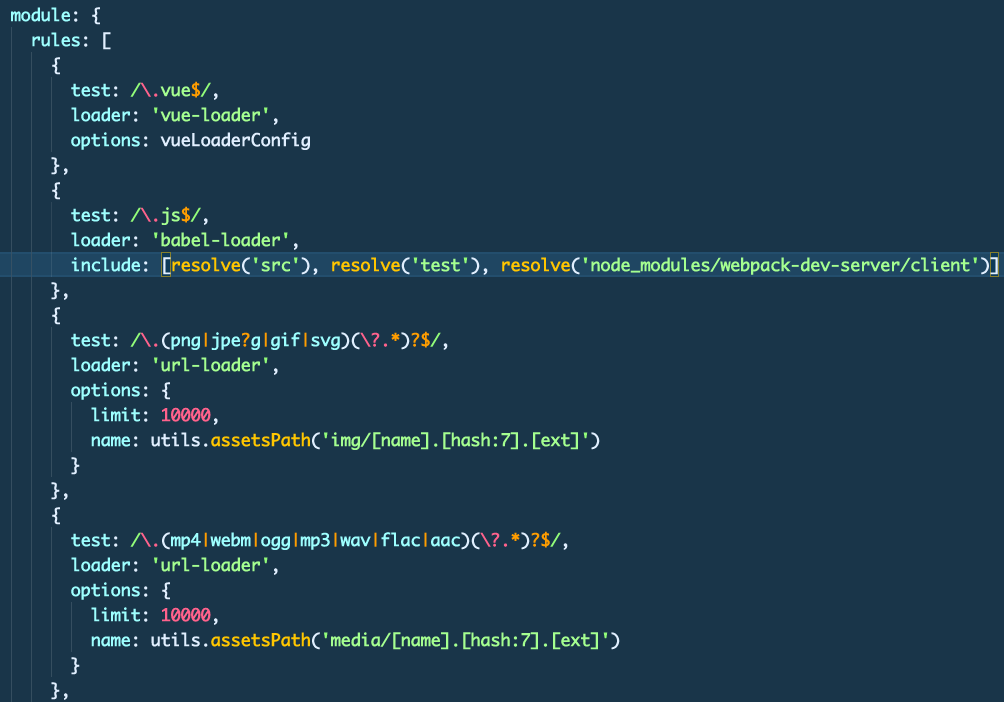 module: {
rules: [
{
test: /\.vue$/,
loader: 'vue-loader',
options: vueLoaderConfig
},
{
test: /\.js$/,
loader: 'babel-loader',
include: [resolve('src'), resolve('test'), resolve('node_modules/webpack-dev-server/client')]
},
{
test: /\.(png|jpe?g|gif|svg)(\?.*)?$/,
loader: 'url-loader',
options: {
limit: 10000,
name: utils.assetsPath('img/[name].[hash:7].[ext]')
}
},
{
test: /\.(mp4|webm|ogg|mp3|wav|flac|aac)(\?.*)?$/,
loader: 'url-loader',
options: {
limit: 10000,
name: utils.assetsPath('media/[name].[hash:7].[ext]')
}
},